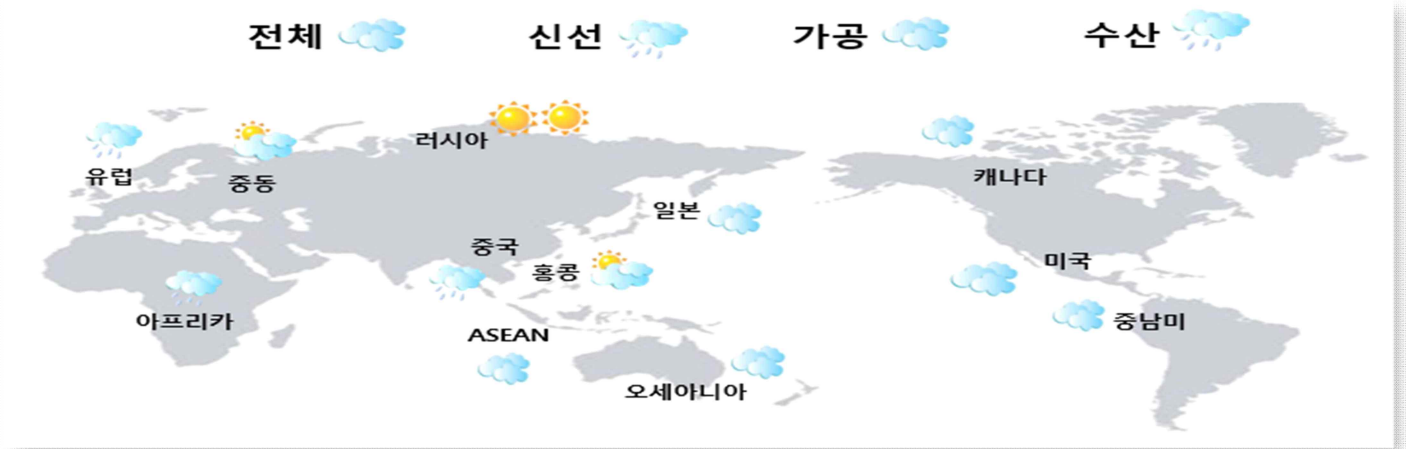 전체 신선 가공 수산
러시아
유럽
중동
캐나다
일본
중국
홍콩
미국
아프리카
중남미
ASEAN
오세아니아